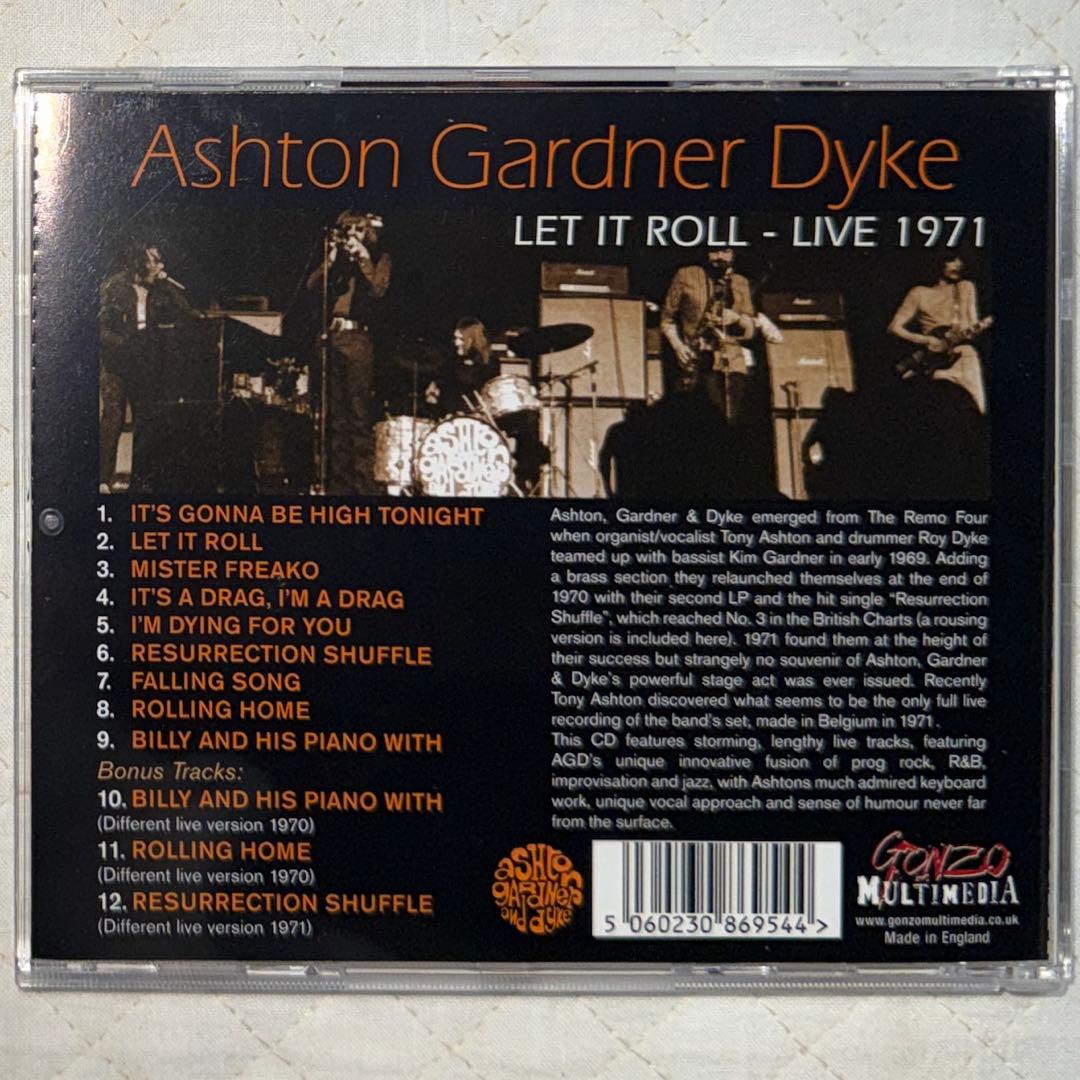 Ashton Gardner Dyke
LET IT ROLL - LIVE 1971
Marshall
Marshall
ASHTON
GARDNER
1. IT'S GONNA BE HIGH TONIGHT
2. LET IT ROLL
3. MISTER FREAKO
4. IT'S A DRAG, I'M A DRAG
5. I'M DYING FOR YOU
6. RESURRECTION SHUFFLE
7. FALLING SONG
8. ROLLING HOME
9. BILLY AND HIS PIANO WITH
Bonus Tracks:
10. BILLY AND HIS PIANO WITH
(Different live version 1970)
11. ROLLING HOME
(Different live version 1970)
12. RESURRECTION SHUFFLE
(Different live version 1971)
Ashton, Gardner & Dyke emerged from The Remo Four
when organist/vocalist Tony Ashton and drummer Roy Dyke
teamed up with bassist Kim Gardner in early 1969. Adding
a brass section they relaunched themselves at the end of
1970 with their second LP and the hit single "Resurrection
Shuffle", which reached No. 3 in the British Charts (a rousing
version is included here). 1971 found them at the height of
their success but strangely no souvenir of Ashton, Gardner
& Dyke's powerful stage act was ever issued. Recently
Tony Ashton discovered what seems to be the only full live
recording of the band's set, made in Belgium in 1971.
This CD features storming, lengthy live tracks, featuring
AGD's unique innovative fusion of prog rock, R&B,
improvisation and jazz, with Ashtons much admired keyboard
work, unique vocal approach and sense of humour never far
from the surface.
ashton
gardner
and dyke
5 060230 869544 >
GONZO
MULTIMEDIA
www.gonzomultimedia.co.uk
Made in England